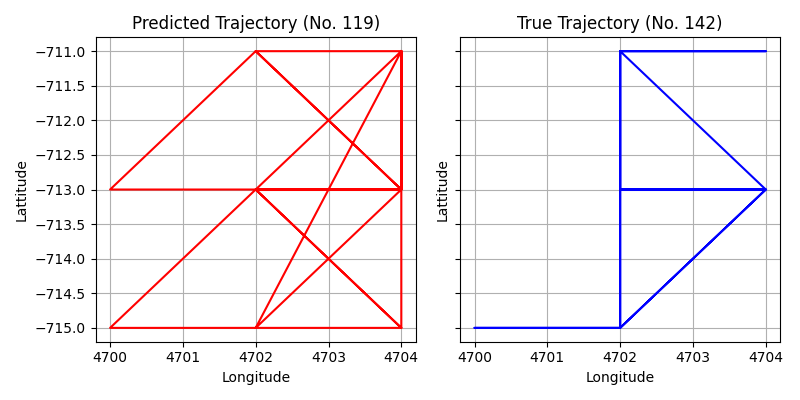 Predicted Trajectory (No. 119)
True Trajectory (No. 142)
−711.0
−711.5
−712.0
−712.5
−713.0
−713.5
−714.0
−714.5
−715.0
Lattitude
Lattitude
4700 4701 4702 4703 4704
4700 4701 4702 4703 4704
Longitude
Longitude